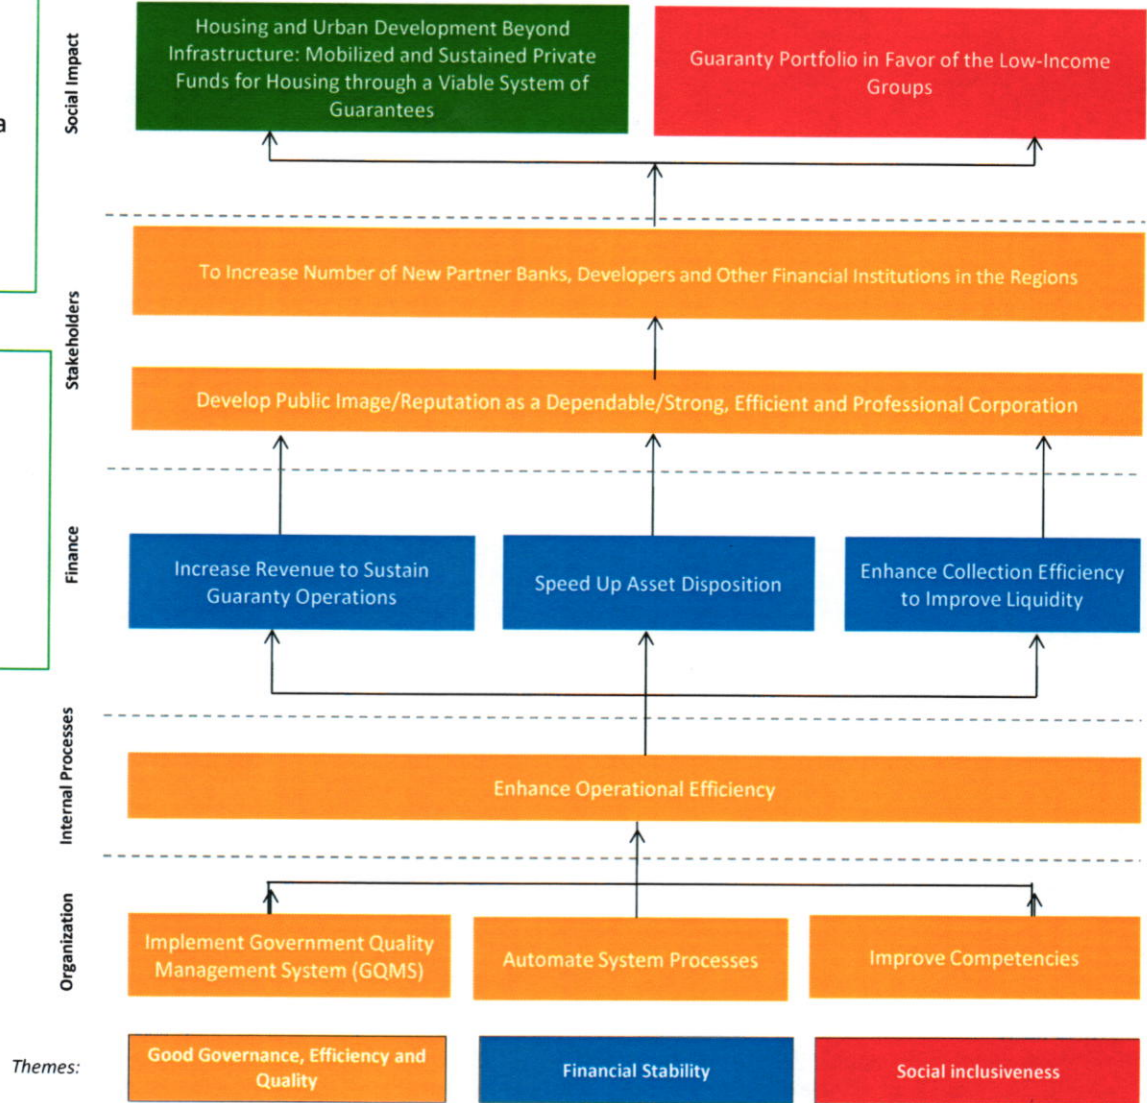 a
Social Impact
Housing and Urban Development Beyond
Infrastructure: Mobilized and Sustained Private
Funds for Housing through a Viable System of
Guarantees
Guaranty Portfolio in Favor of the Low-Income
Groups
Stakeholders
To Increase Number of New Partner Banks, Developers and Other Financial Institutions in the Regions
Develop Public Image/Reputation as a Dependable/Strong, Efficient and Professional Corporation
Finance
Increase Revenue to Sustain
Guaranty Operations
Speed Up Asset Disposition
Enhance Collection Efficiency
to Improve Liquidity
Internal Processes
Enhance Operational Efficiency
Organization
Implement Government Quality
Management System (GQMS)
Automate System Processes
Improve Competencies
Themes:
Good Governance, Efficiency and
Quality
Financial Stability
Social inclusiveness